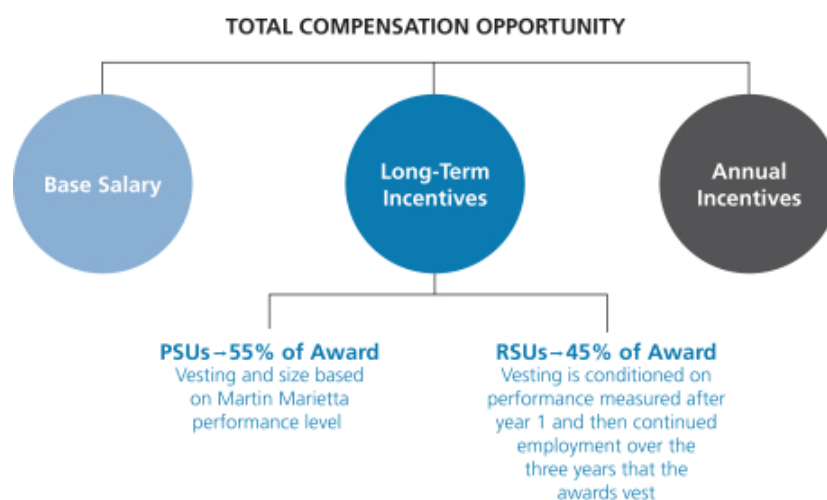 TOTAL COMPENSATION OPPORTUNITY
Base Salary
Long-Term
Incentives
Annual
Incentives
PSUs–55% of Award
Vesting and size based
on Martin Marietta
performance level
RSUs–45% of Award
Vesting is conditioned on
performance measured after
year 1 and then continued
employment over the
three years that the
awards vest